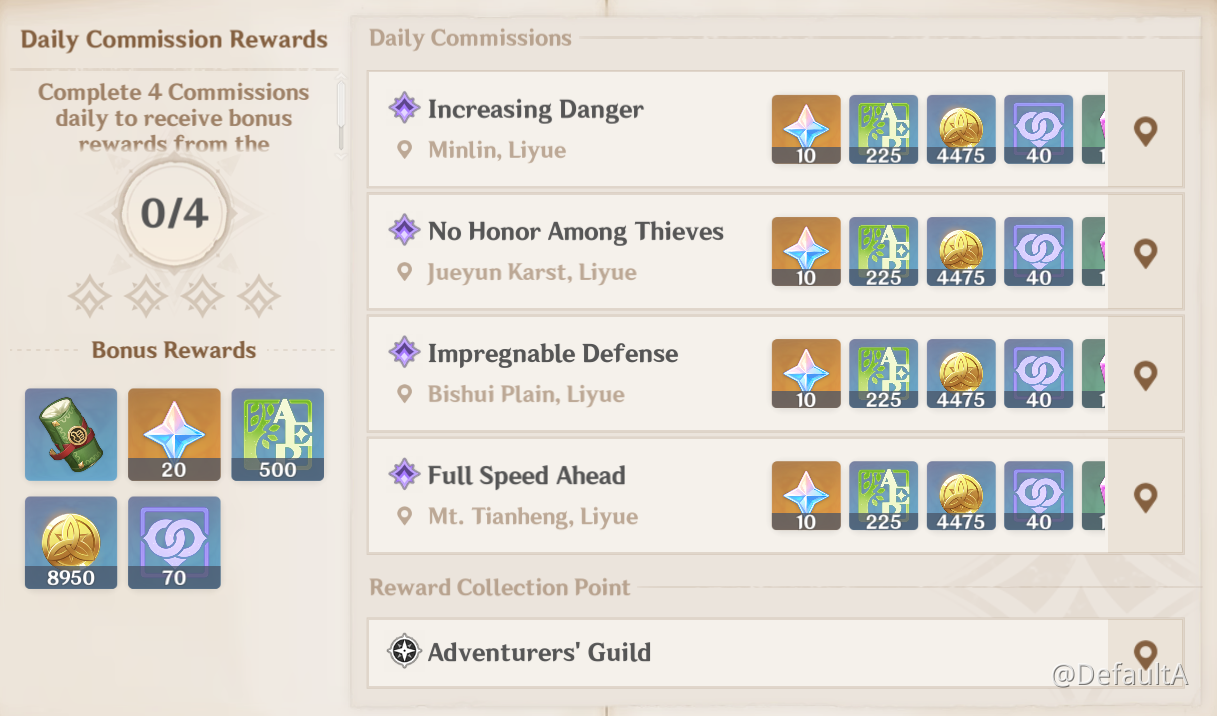 Daily Commission Rewards
Complete 4 Commissions
daily to receive bonus
rewards from the
0/4
Bonus Rewards
20
500
8950
70
Daily Commissions
Increasing Danger
Minlin, Liyue
10
225
4475
40
No Honor Among Thieves
Jueyun Karst, Liyue
10
225
4475
40
Impregnable Defense
Bishui Plain, Liyue
10
225
4475
40
Full Speed Ahead
Mt. Tianheng, Liyue
10
225
4475
40
Reward Collection Point
Adventurers' Guild
@DefaultA